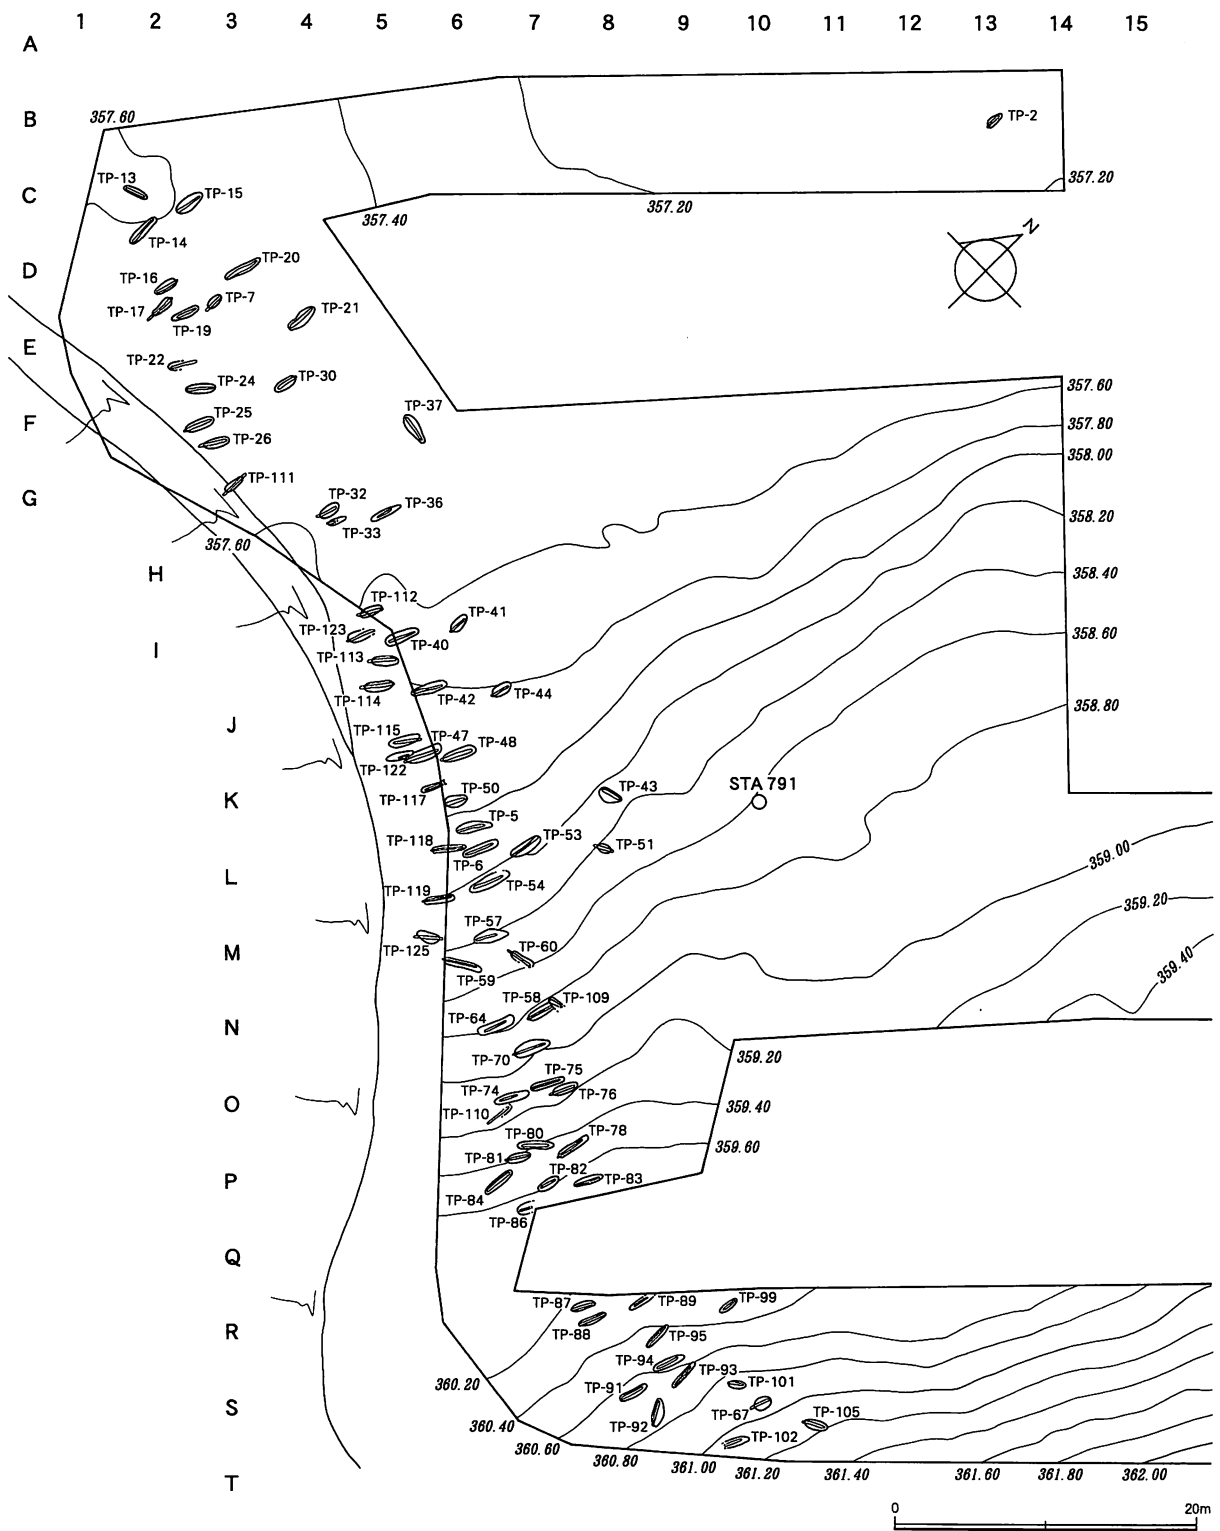 1 2 3 4 5 6 7 8 9 10 11 12 13 14 15
A
B
357.60
TP-2
C
TP-13
TP-15
357.20
357.40
357.20
TP-14
N
D
TP-20
TP-16
TP-7
TP-17
TP-19
TP-21
E
TP-22
TP-24
TP-30
357.60
F
TP-25
TP-37
357.80
TP-26
358.00
TP-111
G
TP-32
TP-36
358.20
TP-33
357.60
H
358.40
TP-112
TP-41
TP-123
TP-40
358.60
I
TP-113
TP-114
TP-42
TP-44
358.80
J
TP-115
TP-47
TP-48
TP-122
K
TP-117
TP-50
TP-43
STA 791
TP-5
TP-118
TP-53
TP-51
TP-6
359.00
L
TP-54
TP-119
359.20
TP-57
M
TP-125
TP-60
TP-59
359.40
TP-58
TP-109
N
TP-64
TP-70
359.20
TP-75
TP-74
TP-76
O
TP-110
359.40
TP-80
TP-78
359.60
TP-81
P
TP-82
TP-83
TP-84
TP-86
Q
TP-87
TP-89
TP-99
R
TP-88
TP-95
TP-94
TP-93
360.20
TP-91
TP-101
S
TP-92
TP-67
TP-105
360.40
TP-102
360.60
360.80
361.00
361.20
361.40
361.60
361.80
362.00
T
0 20m